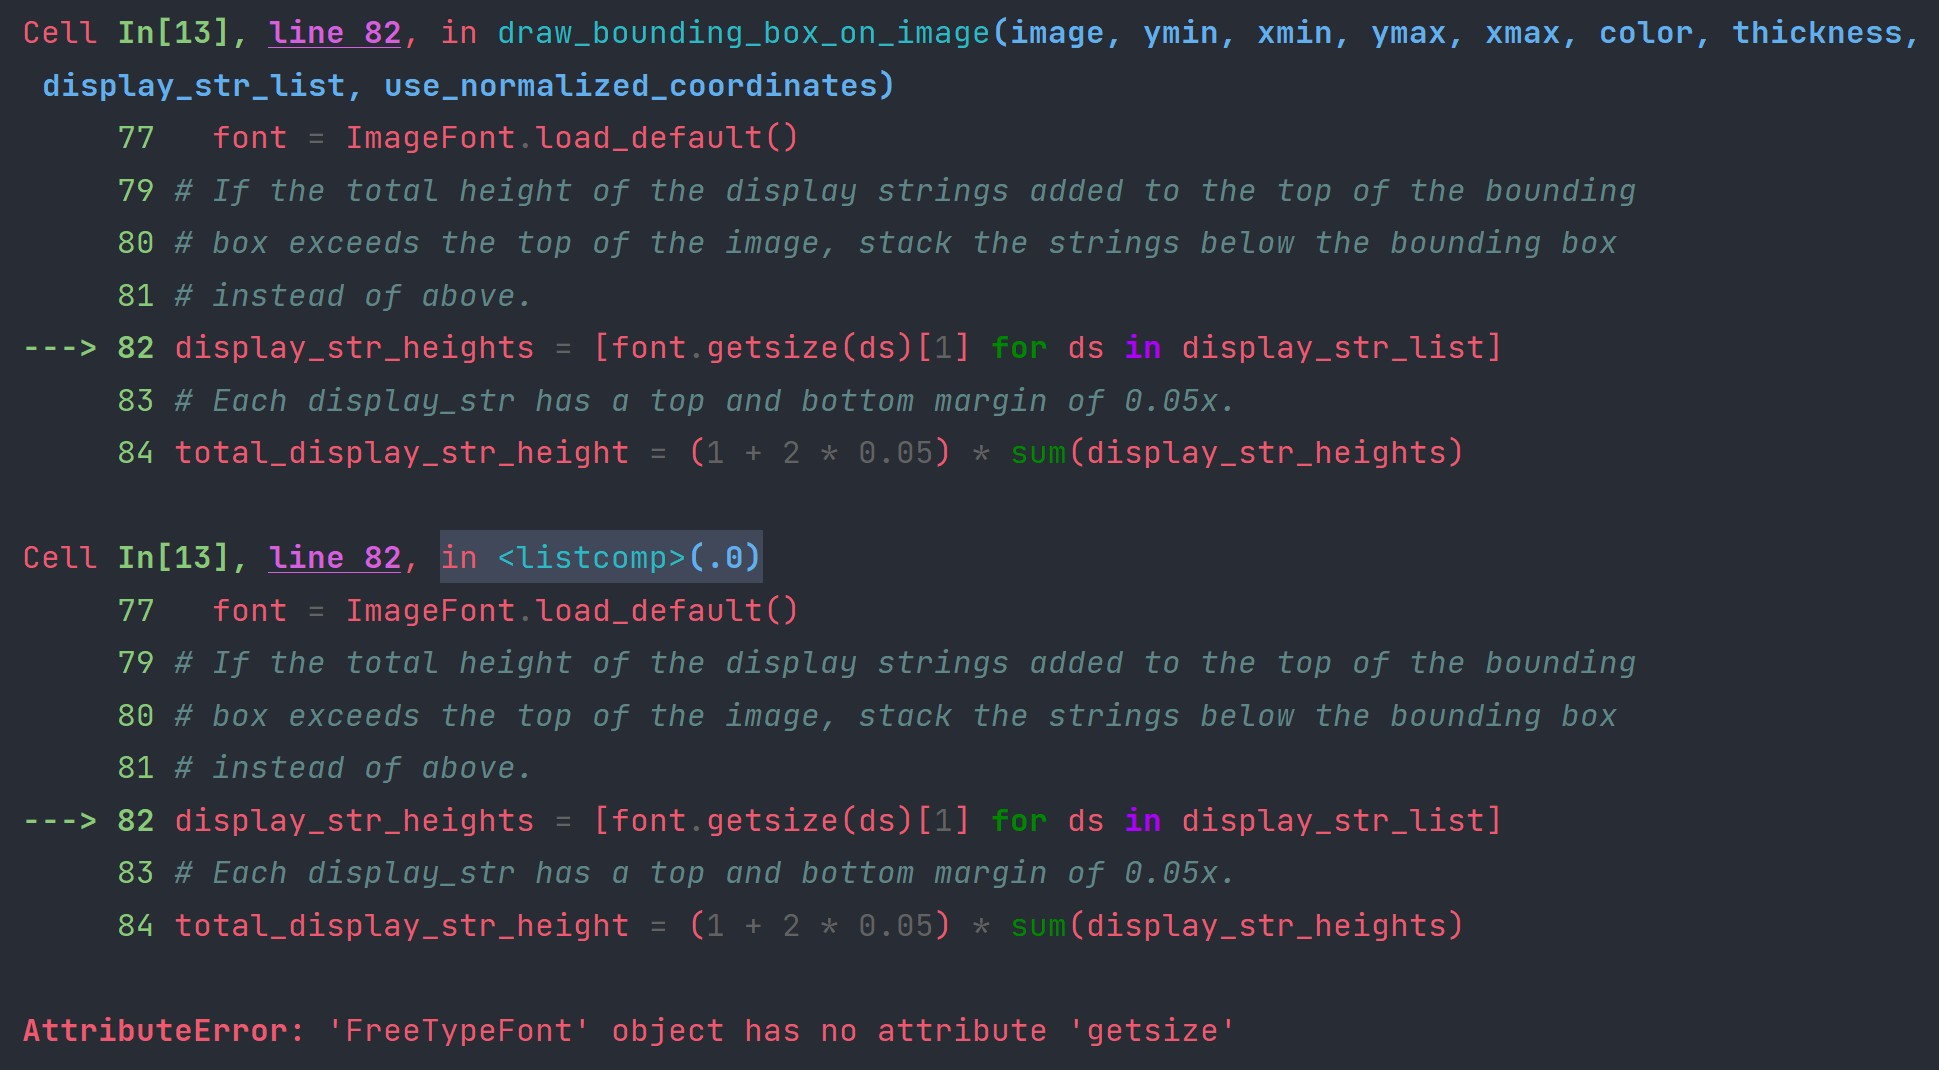 Cell In[13], line 82, in draw_bounding_box_on_image(image, ymin, xmin, ymax, xmax, color, thickness,
display_str_list, use_normalized_coordinates)
77   font = ImageFont.load_default()
79 # If the total height of the display strings added to the top of the bounding
80 # box exceeds the top of the image, stack the strings below the bounding box
81 # instead of above.
---> 82 display_str_heights = [font.getsize(ds)[1] for ds in display_str_list]
83 # Each display_str has a top and bottom margin of 0.05x.
84 total_display_str_height = (1 + 2 * 0.05) * sum(display_str_heights)
Cell In[13], line 82, in <listcomp>(.0)
77   font = ImageFont.load_default()
79 # If the total height of the display strings added to the top of the bounding
80 # box exceeds the top of the image, stack the strings below the bounding box
81 # instead of above.
---> 82 display_str_heights = [font.getsize(ds)[1] for ds in display_str_list]
83 # Each display_str has a top and bottom margin of 0.05x.
84 total_display_str_height = (1 + 2 * 0.05) * sum(display_str_heights)
AttributeError: 'FreeTypeFont' object has no attribute 'getsize'